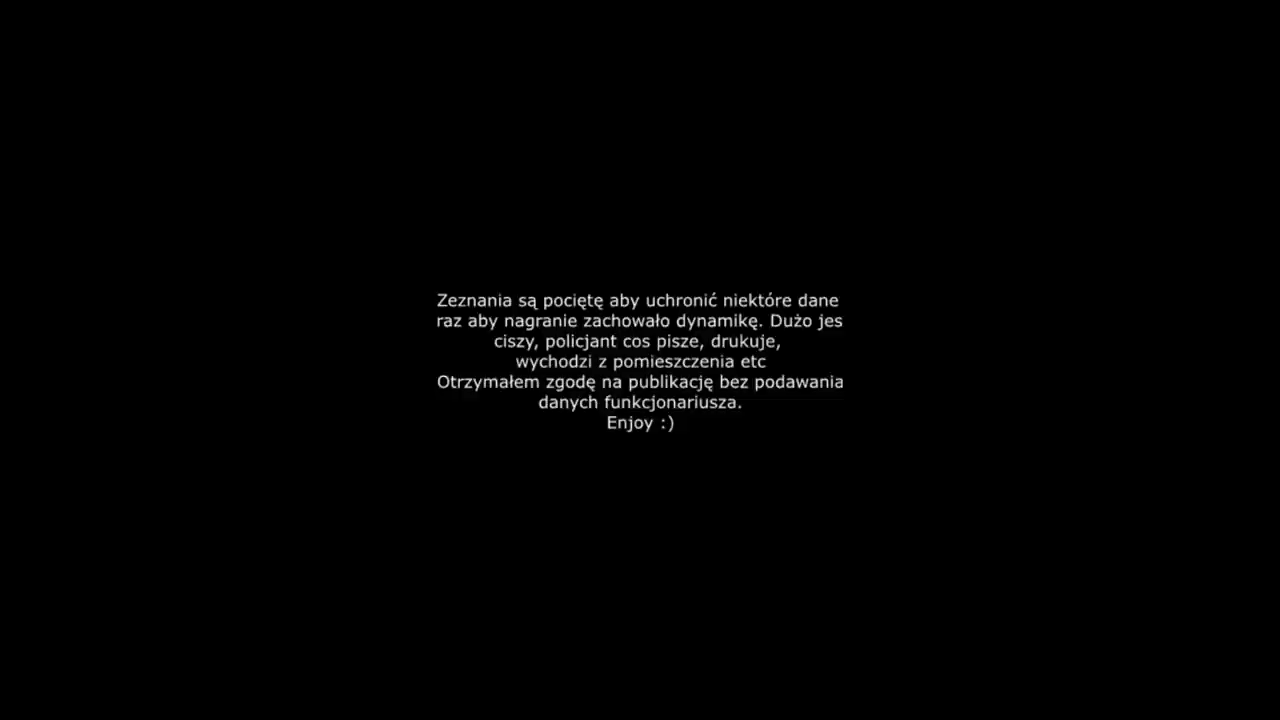 Zeznania są pociętę aby uchronić niektóre dane
raz aby nagranie zachowało dynamikę. Dużo jes
ciszy, policjant cos pisze, drukuje,
wychodzi z pomieszczenia etc
Otrzymałem zgodę na publikację bez podawania
danych funkcjonariusza.
Enjoy :)